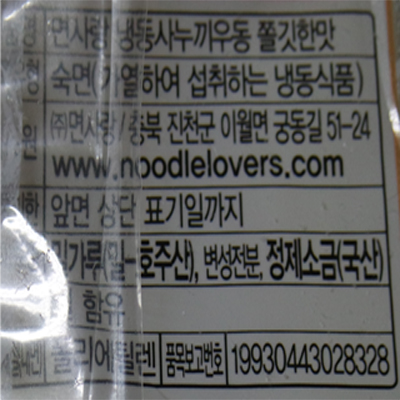 면사랑 냉동사누끼우동 쫄깃한맛
숙면(가열하여 섭취하는 냉동식품)
㈜면사랑 / 충북 진천군 이월면 궁동길 51-24
www.noodlelovers.com
앞면 상단 표기일까지
밀가루(밀-호주산), 변성전분, 정제소금(국산)
밀 함유
폴리에틸렌 품목보고번호 19930443028328